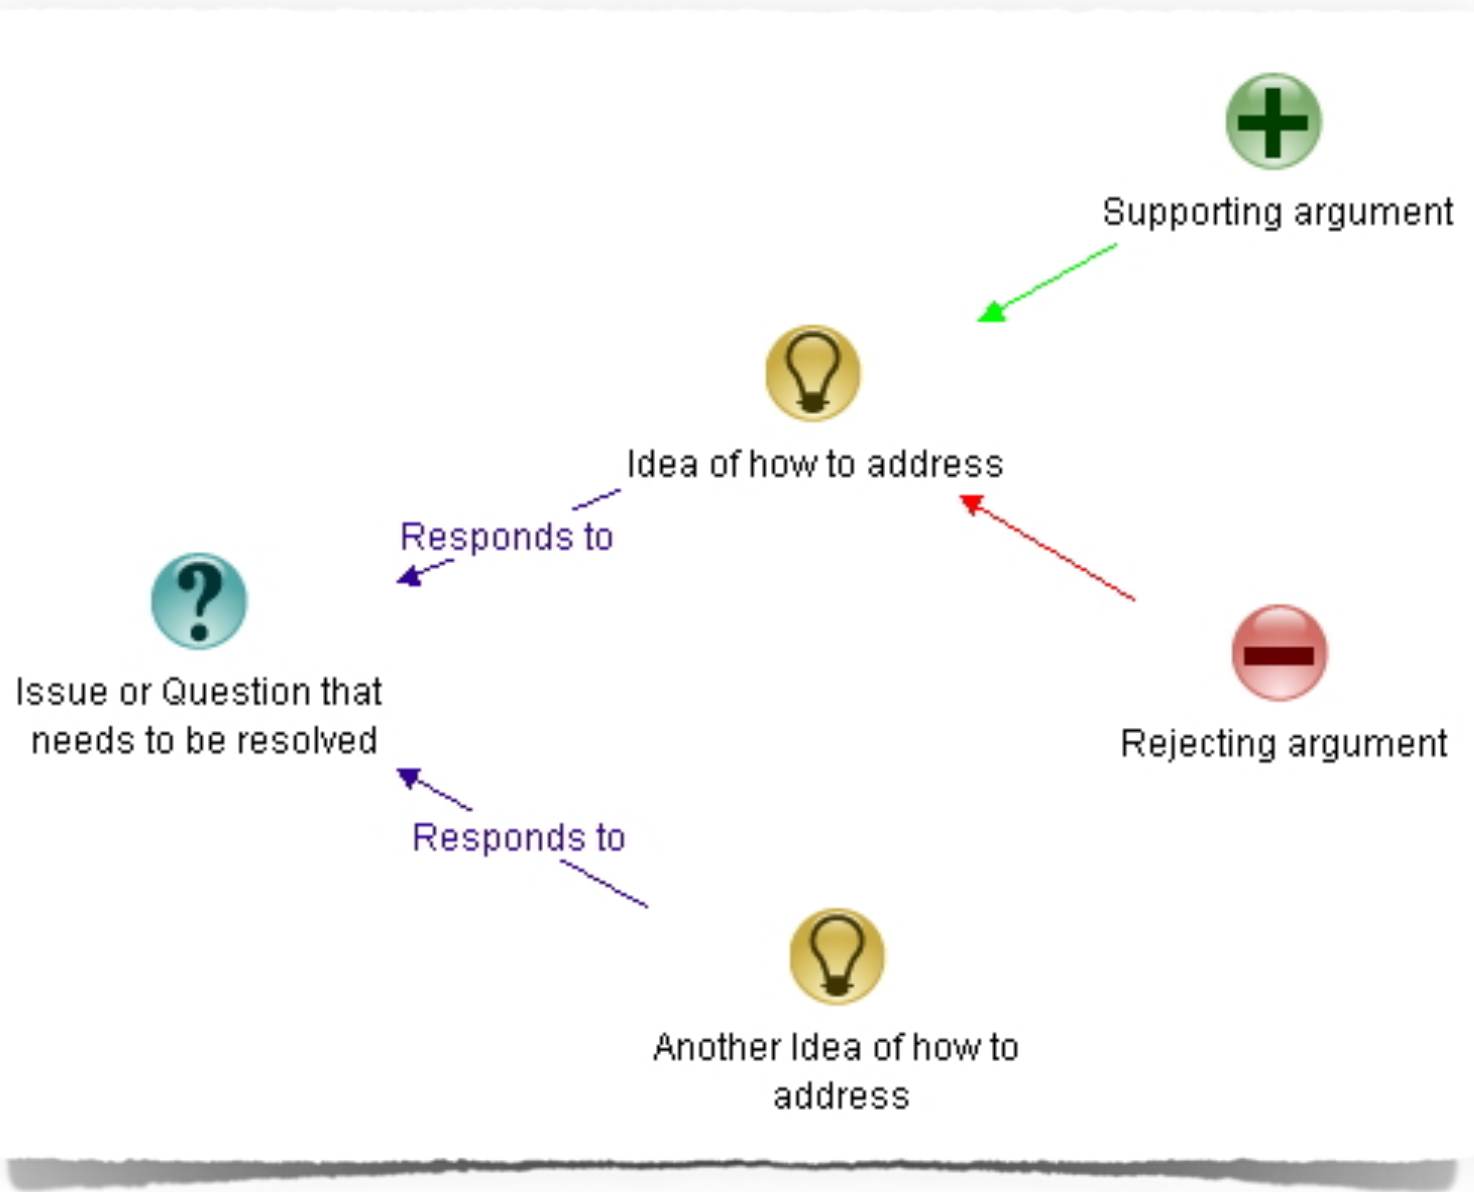 Supporting argument
Idea of how to address
Responds to
Issue or Question that
needs to be resolved
Rejecting argument
Responds to
Another Idea of how to
address